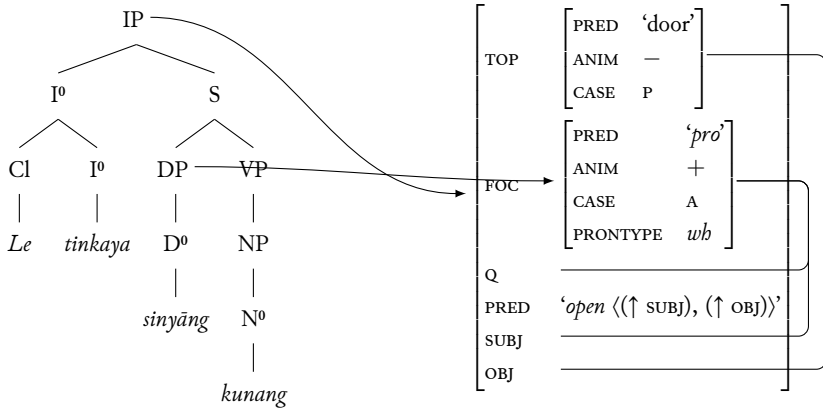 IP
I⁰ S
Cl I⁰ DP VP
Le tinkaya D⁰ NP
sinyāng N⁰
kunang
TOP
PRED ‘door’
ANIM −
CASE P
FOC
PRED ‘pro’
ANIM +
CASE A
PRONTYPE wh
Q
PRED ‘open ⟨(↑ SUBJ), (↑ OBJ)⟩’
SUBJ
OBJ